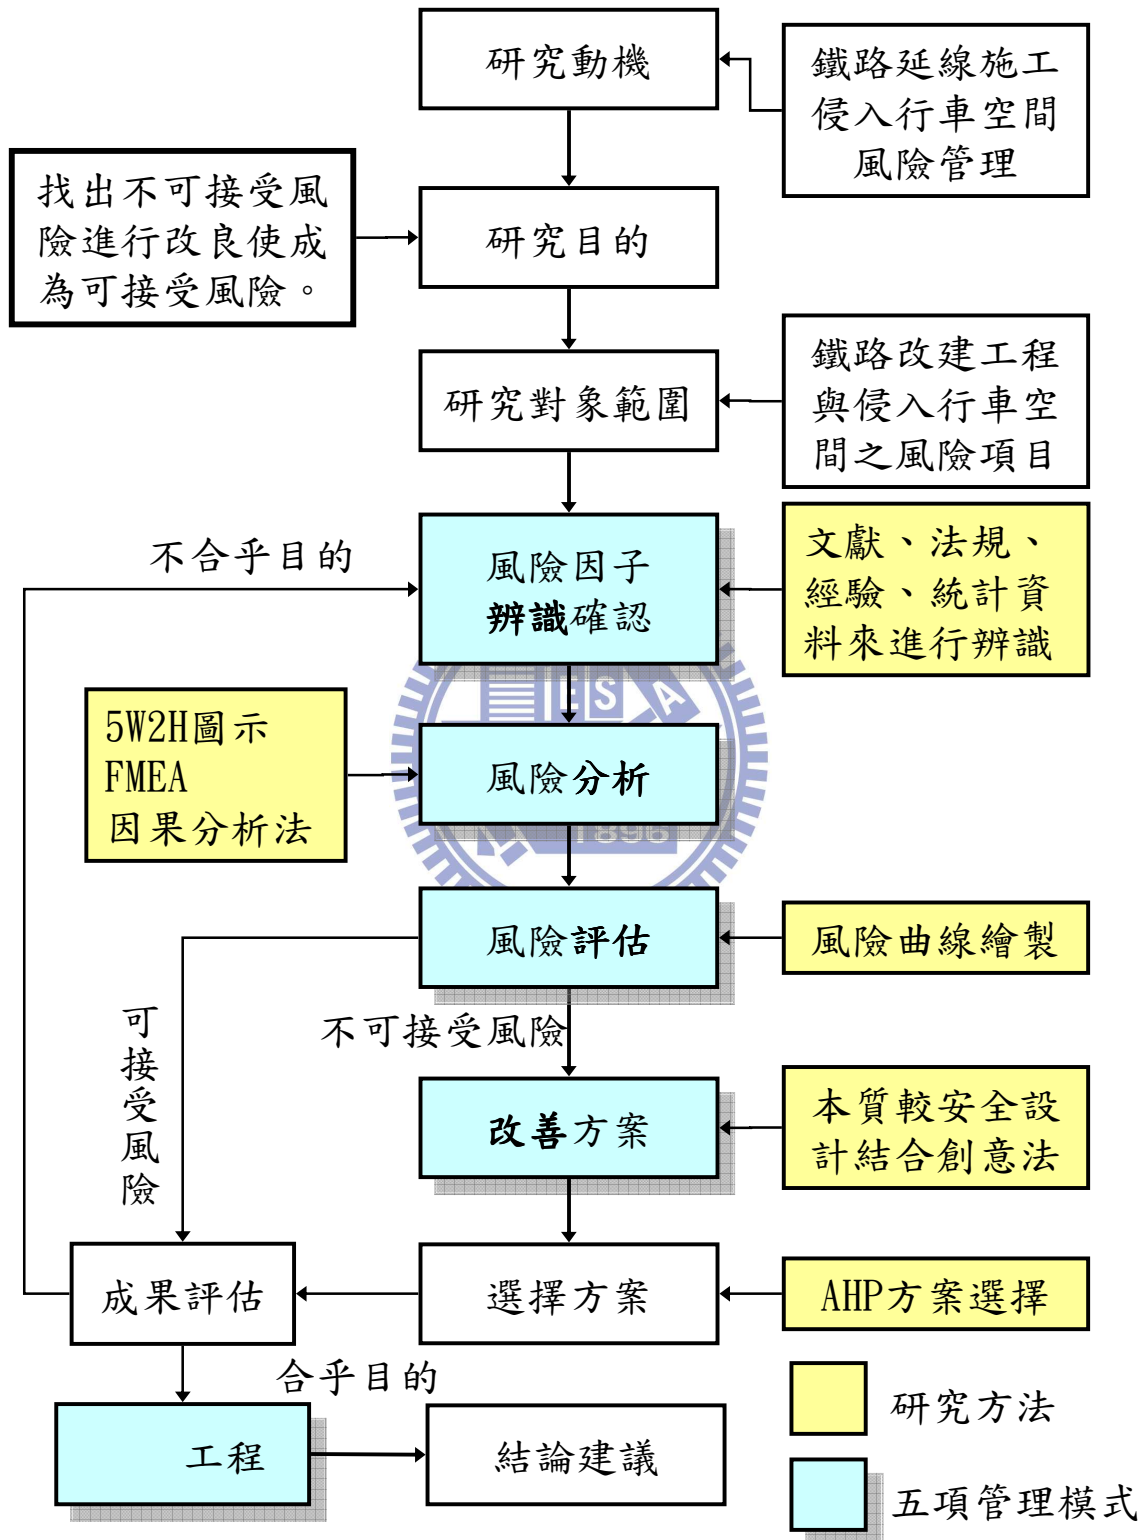 研究動機
鐵路延線施工
侵入行車空間
風險管理
找出不可接受風
險進行改良使成
為可接受風險。
研究目的
研究對象範圍
鐵路改建工程
與侵入行車空
間之風險項目
不合乎目的
風險因子
辨識確認
文獻、法規、
經驗、統計資
料來進行辨識
ESA
5W2H圖示
FMEA
因果分析法
風險分析
1896
風險評估
風險曲線繪製
可接受風險
不可接受風險
改善方案
本質較安全設
計結合創意法
成果評估
選擇方案
AHP方案選擇
合乎目的
工程
結論建議
研究方法
五項管理模式